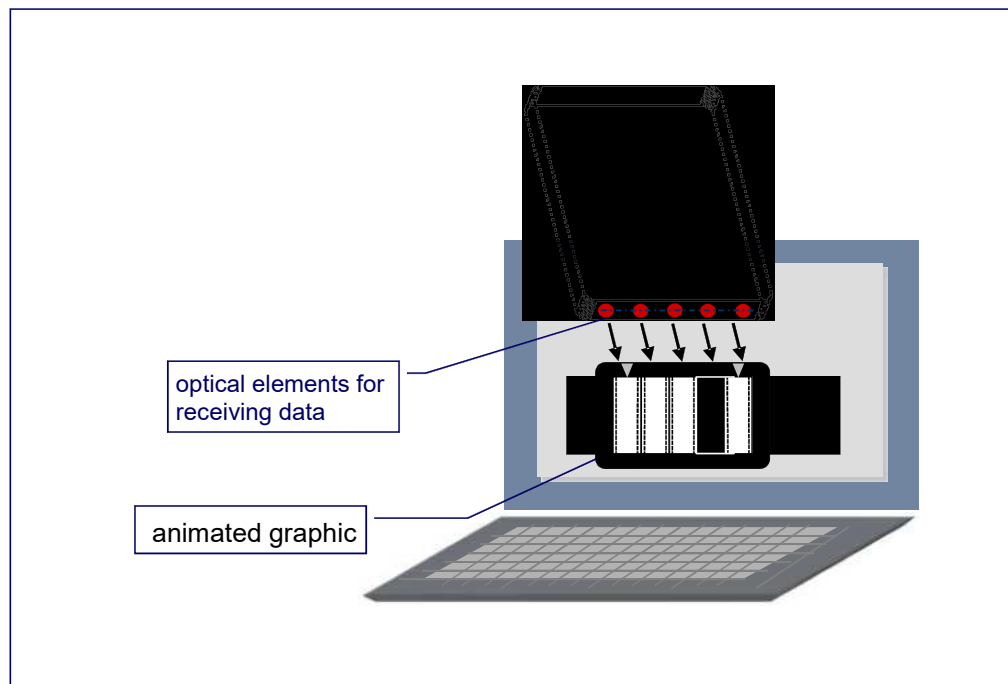 optical elements for
receiving data
animated graphic